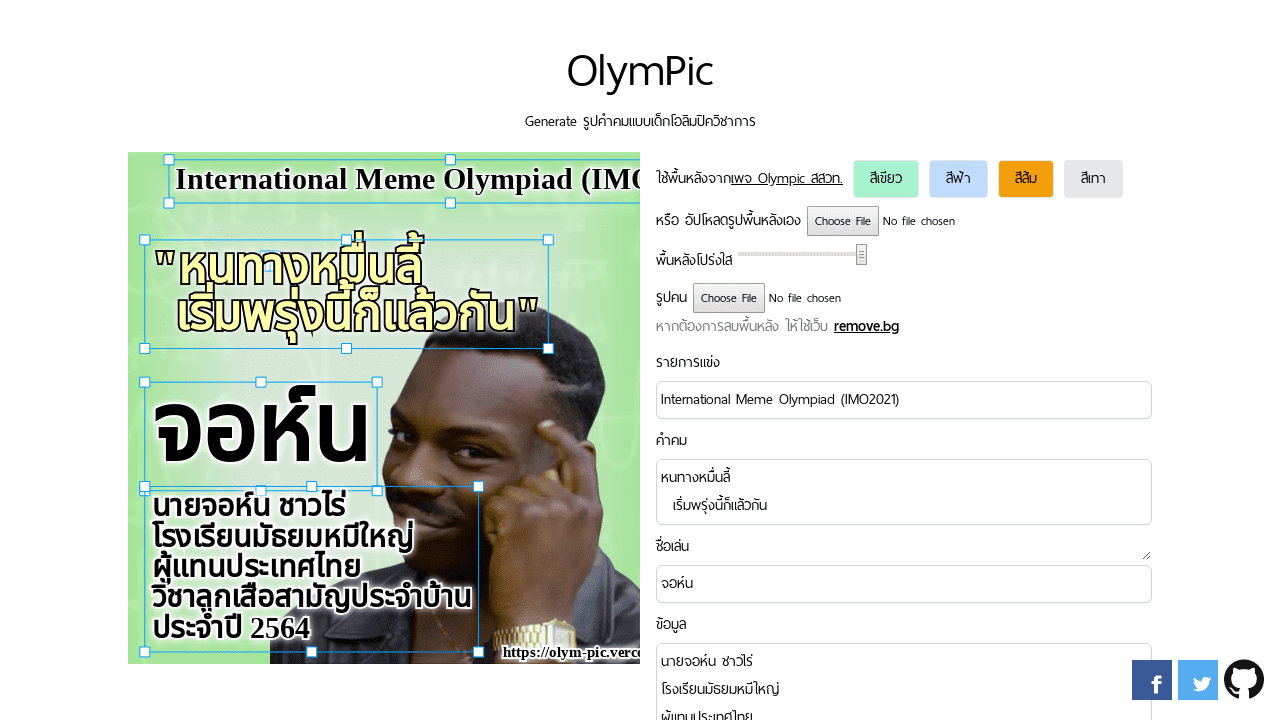 OlymPic
Generate รูปคำคมแบบเด็กโอลิมปิควิชาการ
International Meme Olympiad (IMO
"หนทางหมื่นลี้
เริ่มพรุ่งนี้ก็แล้วกัน"
จอห์น
นายจอห์น ชาวไร่
โรงเรียนมัธยมหมีใหญ่
ผู้แทนประเทศไทย
วิชาลูกเสือสามัญประจำบ้าน
ประจำปี 2564
https://olym-pic.verce
ใช้พื้นหลังจากเพจ Olympic สสวท. สีเขียว สีฟ้า สีส้ม สีเทา
หรือ อัปโหลดรูปพื้นหลังเอง Choose File No file chosen
พื้นหลังโปร่งใส่
รูปคน Choose File No file chosen
หากต้องการลบพื้นหลัง ให้ใช้เว็บ remove.bg
รายการแข่ง
International Meme Olympiad (IMO2021)
คำคม
หนทางหมื่นลี้
เริ่มพรุ่งนี้ก็แล้วกัน
ชื่อเล่น
จอห์น
ข้อมูล
นายจอห์น ชาวไร่
โรงเรียนมัธยมหมีใหญ่
ผู้แทนประเทศไทย